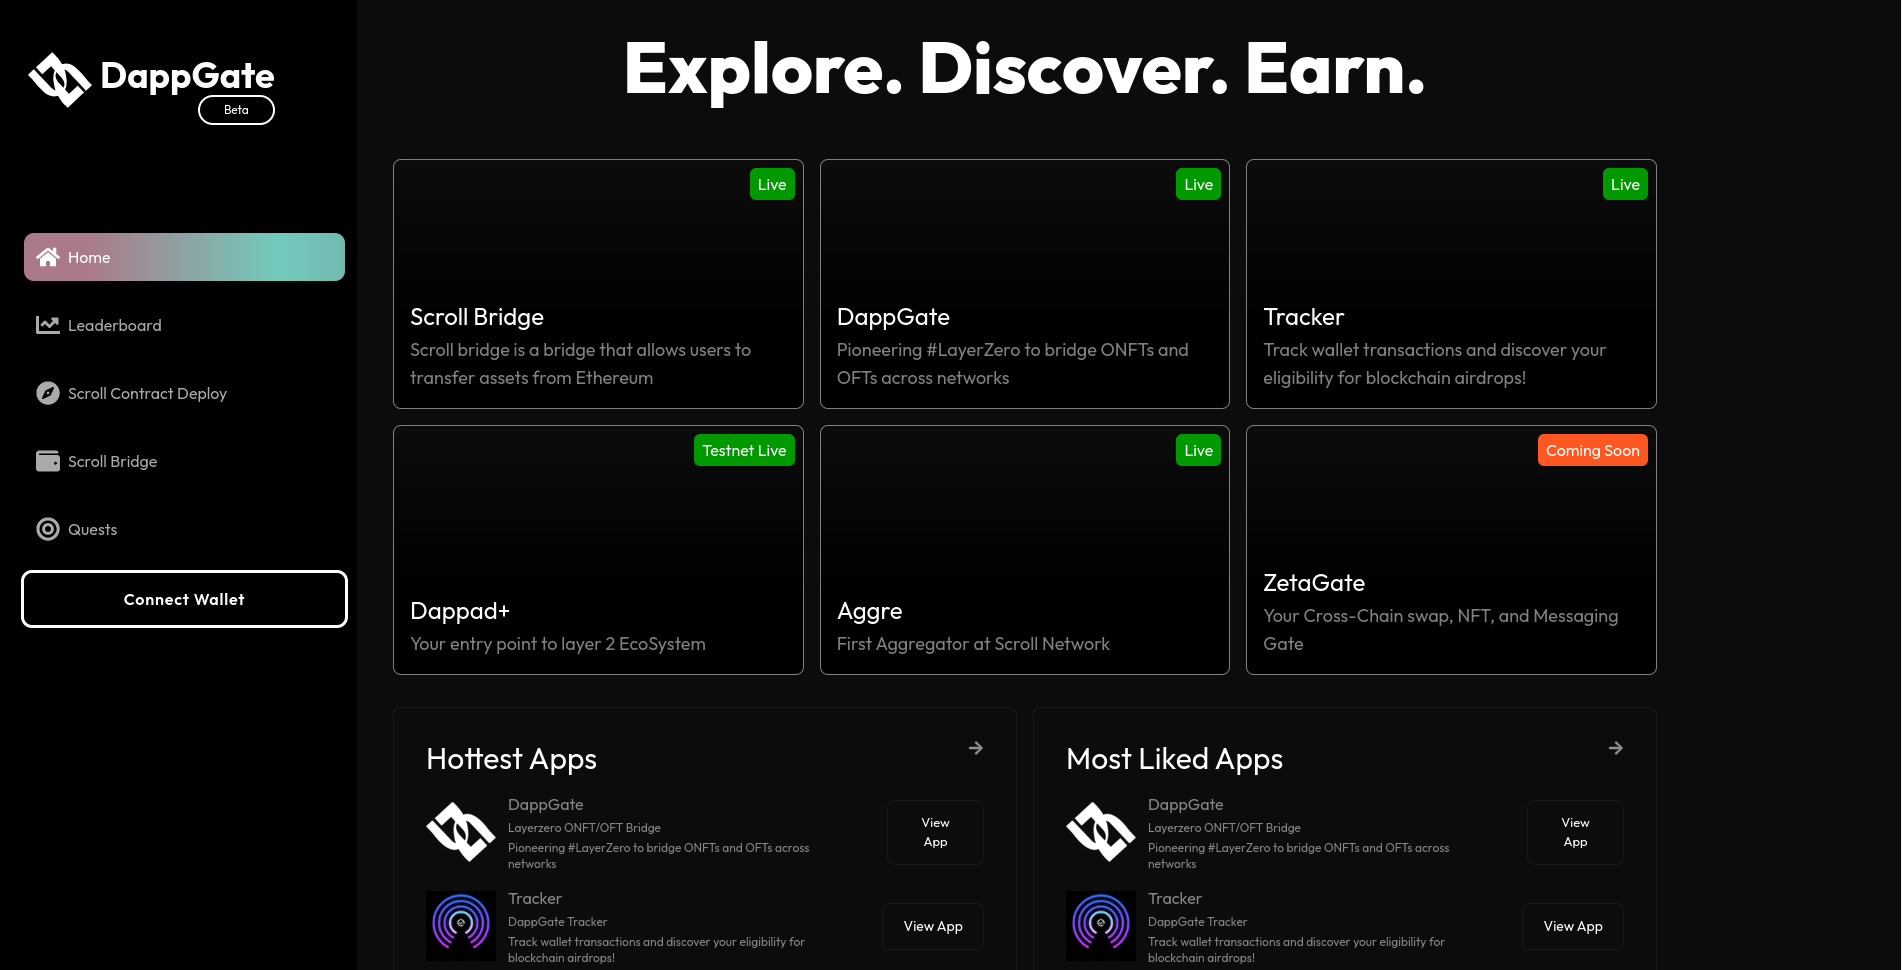 DappGate
Beta
Home
Leaderboard
Scroll Contract Deploy
Scroll Bridge
Quests
Connect Wallet
Explore. Discover. Earn.
Live
Scroll Bridge
Scroll bridge is a bridge that allows users to
transfer assets from Ethereum
Live
DappGate
Pioneering #LayerZero to bridge ONFTs and
OFTs across networks
Live
Tracker
Track wallet transactions and discover your
eligibility for blockchain airdrops!
Testnet Live
Dappad+
Your entry point to layer 2 EcoSystem
Live
Aggre
First Aggregator at Scroll Network
Coming Soon
ZetaGate
Your Cross-Chain swap, NFT, and Messaging
Gate
Hottest Apps
DappGate
Layerzero ONFT/OFT Bridge
Pioneering #LayerZero to bridge ONFTs and OFTs across
networks
View
App
Tracker
DappGate Tracker
Track wallet transactions and discover your eligibility for
blockchain airdrops!
View App
Most Liked Apps
DappGate
Layerzero ONFT/OFT Bridge
Pioneering #LayerZero to bridge ONFTs and OFTs across
networks
View
App
Tracker
DappGate Tracker
Track wallet transactions and discover your eligibility for
blockchain airdrops!
View App